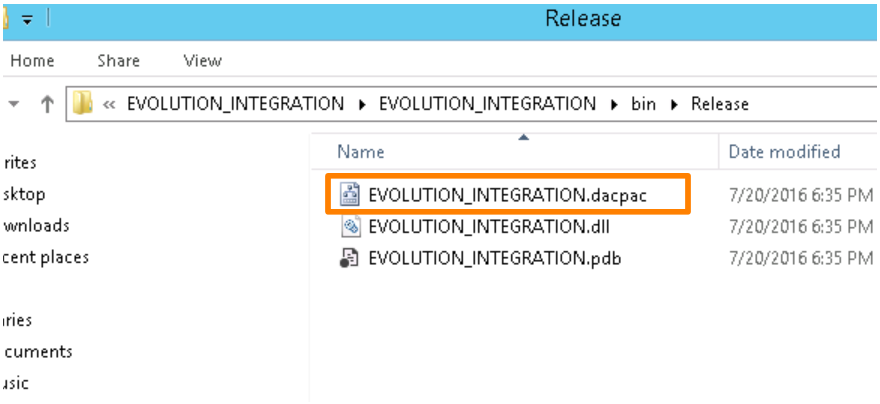 Release
Home Share View
« EVOLUTION_INTEGRATION EVOLUTION_INTEGRATION bin Release
Name Date modified
rites
EVOLUTION_INTEGRATION.dacpac 7/20/2016 6:35 PM
sktop
EVOLUTION_INTEGRATION.dll 7/20/2016 6:35 PM
wnloads
EVOLUTION_INTEGRATION.pdb 7/20/2016 6:35 PM
cent places
ries
cuments
usic